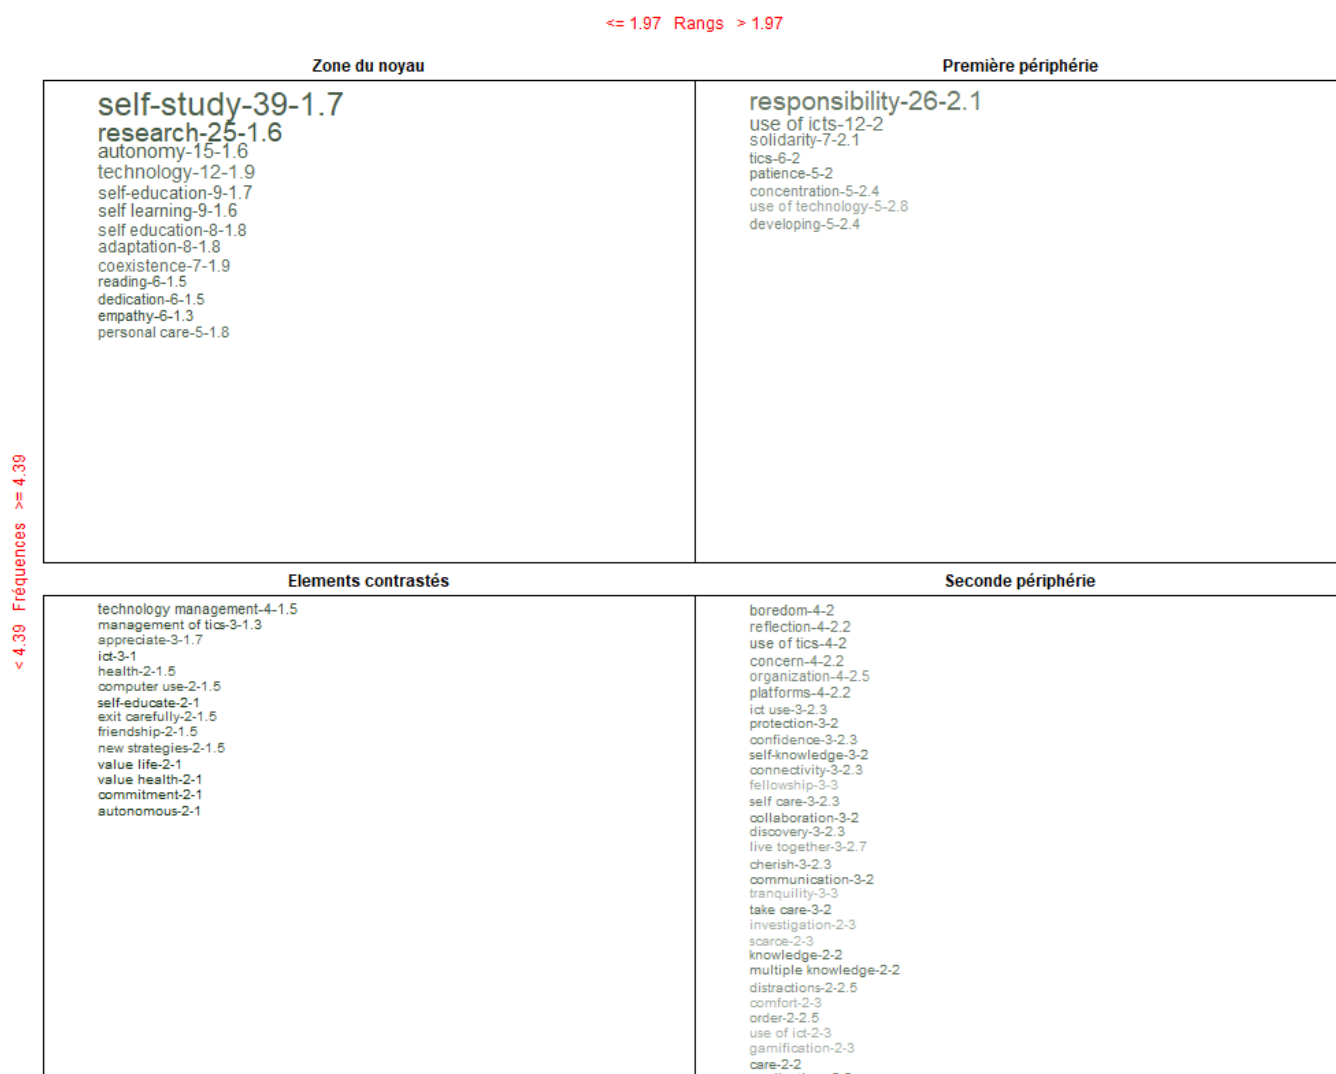 <= 1.97 Rangs > 1.97
Zone du noyau
self-study-39-1.7
research-25-1.6
autonomy-15-1.6
technology-12-1.9
self-education-9-1.7
self learning-9-1.6
self education-8-1.8
adaptation-8-1.8
coexistence-7-1.9
reading-6-1.5
dedication-6-1.5
empathy-6-1.3
personal care-5-1.8
Première périphérie
responsibility-26-2.1
use of icts-12-2
solidarity-7-2.1
tics-6-2
patience-5-2
concentration-5-2.4
use of technology-5-2.8
developing-5-2.4
< 4.39 Fréquences >= 4.39
Elements contrastés
technology management-4-1.5
management of tics-3-1.3
appreciate-3-1.7
ict-3-1
health-2-1.5
computer use-2-1.5
self-educate-2-1
exit carefully-2-1.5
friendship-2-1.5
new strategies-2-1.5
value life-2-1
value health-2-1
commitment-2-1
autonomous-2-1
Seconde périphérie
boredom-4-2
reflection-4-2.2
use of tics-4-2
concern-4-2.2
organization-4-2.5
platforms-4-2.2
ict use-3-2.3
protection-3-2
confidence-3-2.3
self-knowledge-3-2
connectivity-3-2.3
fellowship-3-3
self care-3-2.3
collaboration-3-2
discovery-3-2.3
live together-3-2.7
cherish-3-2.3
communication-3-2
tranquility-3-3
take care-3-2
investigation-2-3
scarce-2-3
knowledge-2-2
multiple knowledge-2-2
distractions-2-2.5
comfort-2-3
order-2-2.5
use of ict-2-3
gamification-2-3
care-2-2